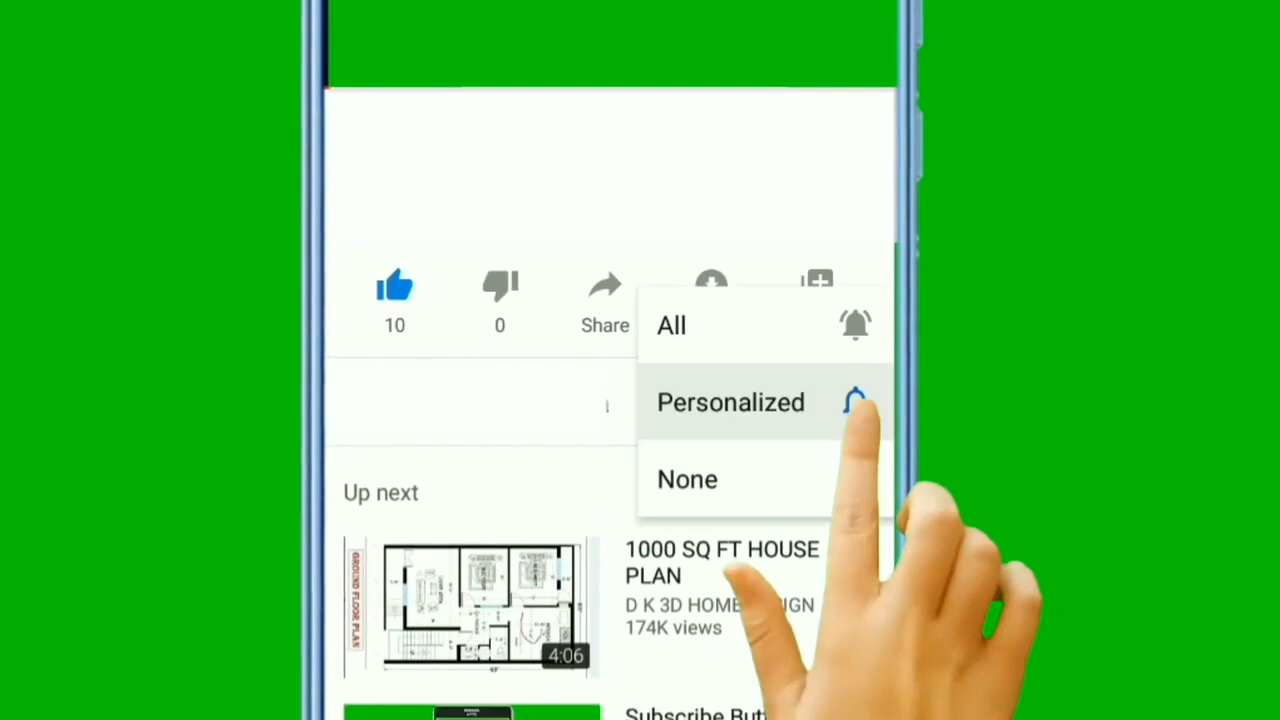 10
0
Share
All
Personalized
None
Up next
GROUND FLOOR PLAN
4:06
1000 SQ FT HOUSE
PLAN
D K 3D HOME
174K views
Subscribe